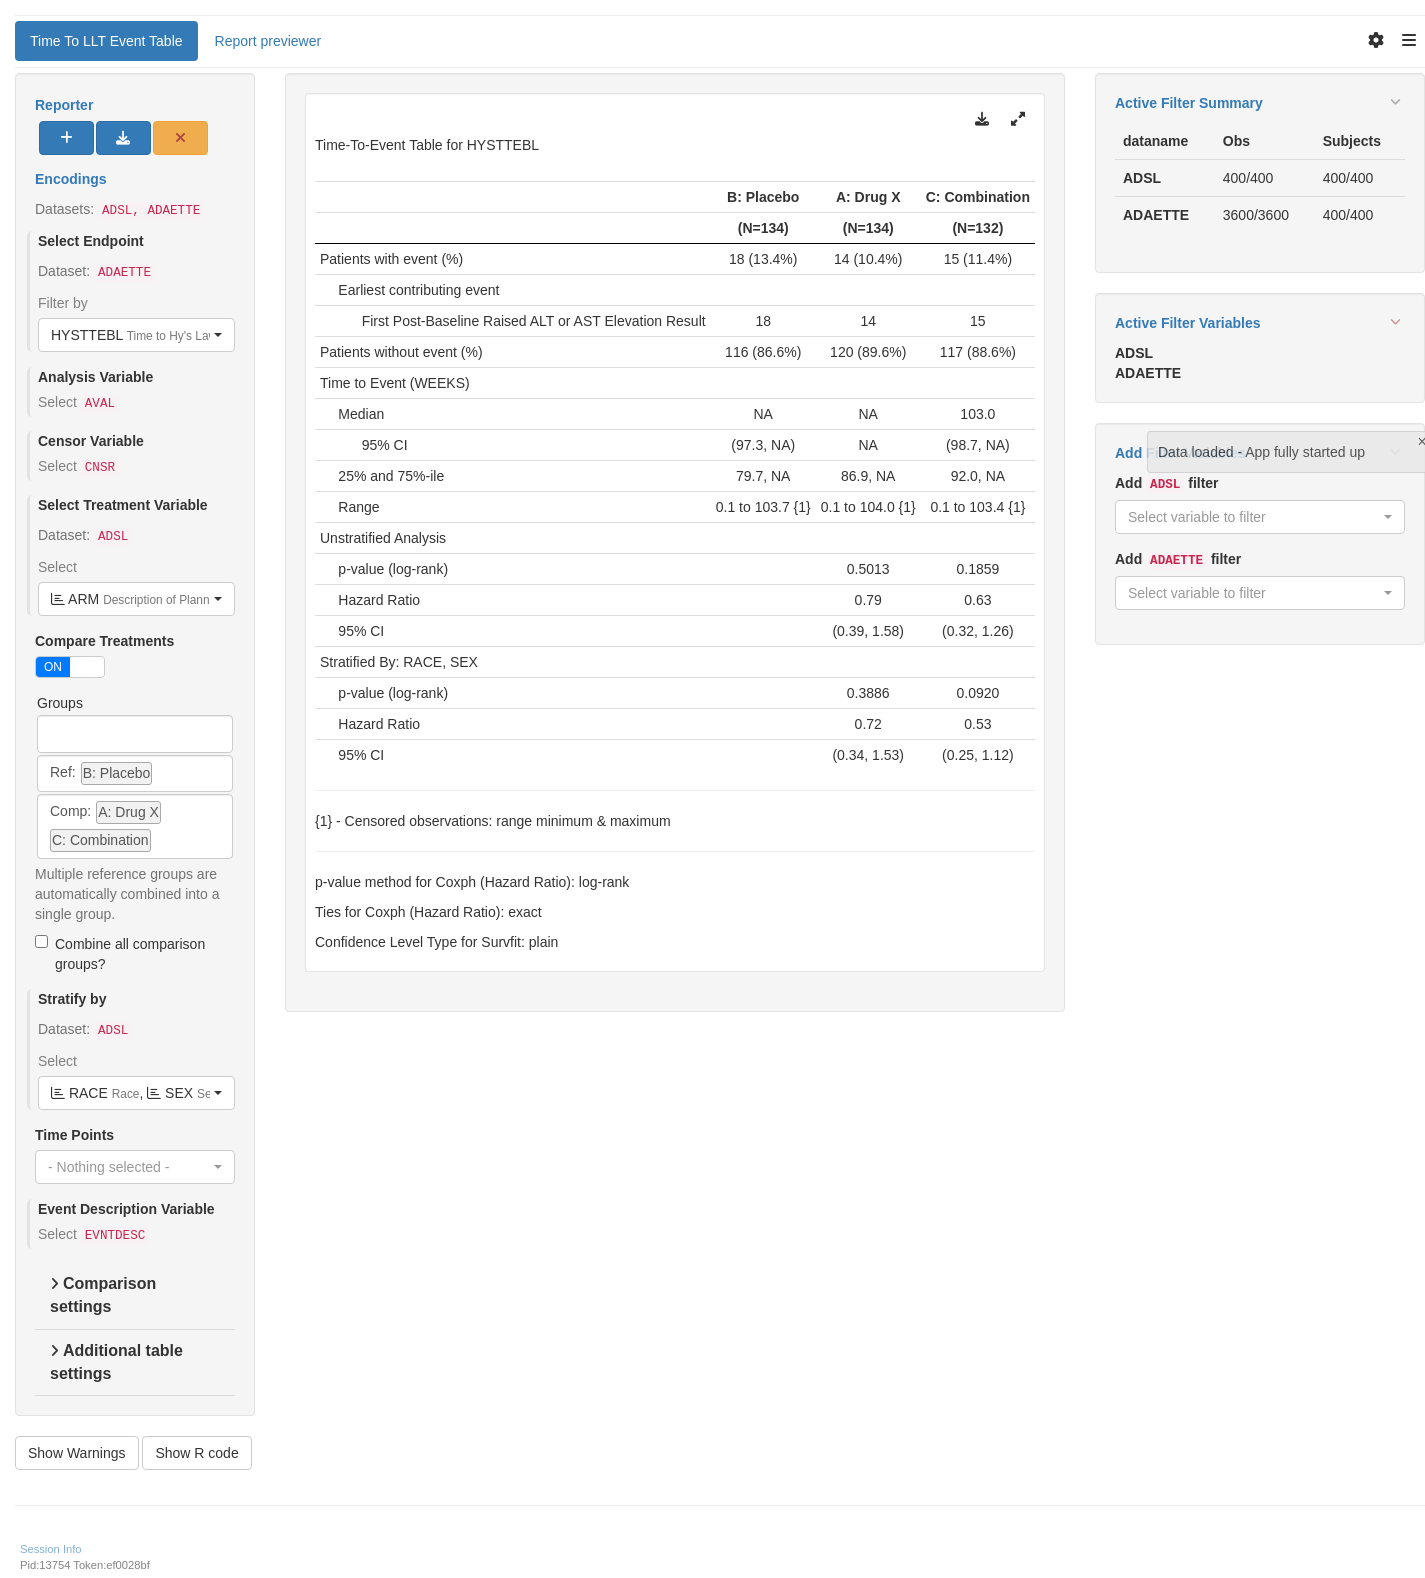 Time To LLT Event Table
Report previewer
Reporter
Encodings
Datasets: ADSL, ADAETTE
Select Endpoint
Dataset: ADAETTE
Filter by
HYSTTEBL Time to Hy's La
Analysis Variable
Select AVAL
Censor Variable
Select CNSR
Select Treatment Variable
Dataset: ADSL
Select
ARM Description of Plann
Compare Treatments
ON
Groups
Ref: B: Placebo
Comp: A: Drug X
C: Combination
Multiple reference groups are
automatically combined into a
single group.
Combine all comparison
groups?
Stratify by
Dataset: ADSL
Select
RACE Race, SEX Se
Time Points
- Nothing selected -
Event Description Variable
Select EVNTDESC
Comparison
settings
Additional table
settings
Show Warnings
Show R code
Time-To-Event Table for HYSTTEBL
B: Placebo A: Drug X C: Combination
(N=134) (N=134) (N=132)
Patients with event (%) 18 (13.4%) 14 (10.4%) 15 (11.4%)
Earliest contributing event
First Post-Baseline Raised ALT or AST Elevation Result 18 14 15
Patients without event (%) 116 (86.6%) 120 (89.6%) 117 (88.6%)
Time to Event (WEEKS)
Median NA NA 103.0
95% CI (97.3, NA) NA (98.7, NA)
25% and 75%-ile 79.7, NA 86.9, NA 92.0, NA
Range 0.1 to 103.7 {1} 0.1 to 104.0 {1} 0.1 to 103.4 {1}
Unstratified Analysis
p-value (log-rank) 0.5013 0.1859
Hazard Ratio 0.79 0.63
95% CI (0.39, 1.58) (0.32, 1.26)
Stratified By: RACE, SEX
p-value (log-rank) 0.3886 0.0920
Hazard Ratio 0.72 0.53
95% CI (0.34, 1.53) (0.25, 1.12)
{1} - Censored observations: range minimum & maximum
p-value method for Coxph (Hazard Ratio): log-rank
Ties for Coxph (Hazard Ratio): exact
Confidence Level Type for Survfit: plain
Active Filter Summary
dataname Obs Subjects
ADSL 400/400 400/400
ADAETTE 3600/3600 400/400
Active Filter Variables
ADSL
ADAETTE
Add
Data loaded - App fully started up
×
Add ADSL filter
Select variable to filter
Add ADAETTE filter
Select variable to filter
Session Info
Pid:13754 Token:ef0028bf